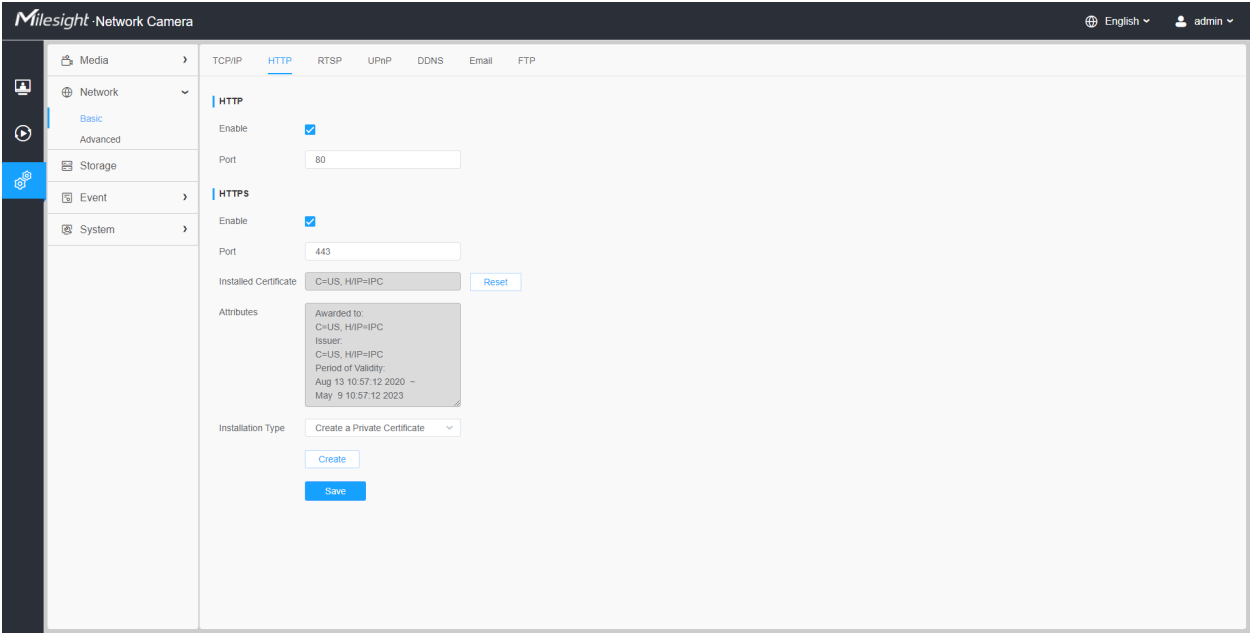 Milesight · Network Camera
English
admin
Media
Network
Basic
Advanced
Storage
Event
System
TCP/IP HTTP RTSP UPnP DDNS Email FTP
HTTP
Enable
Port 80
HTTPS
Enable
Port 443
Installed Certificate C=US, H/IP=IPC Reset
Attributes
Awarded to:
C=US, H/IP=IPC
Issuer:
C=US, H/IP=IPC
Period of Validity:
Aug 13 10:57:12 2020 ~
May 9 10:57:12 2023
Installation Type Create a Private Certificate
Create
Save